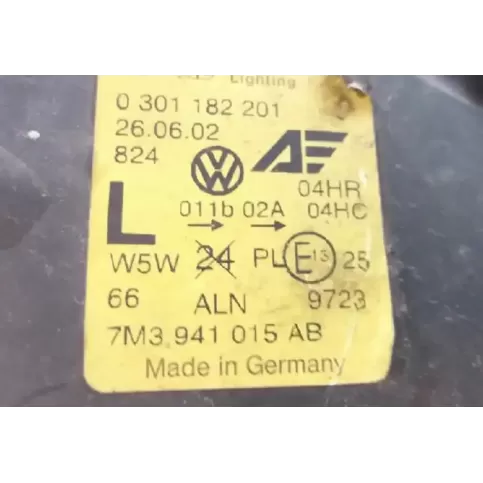 Lighting
0 301 182 201
26.06.02
824
04HR
L 011b 02A 04HC
W5W 24 PL E13 25
66 ALN 9723
7M3 941 015 AB
Made in Germany